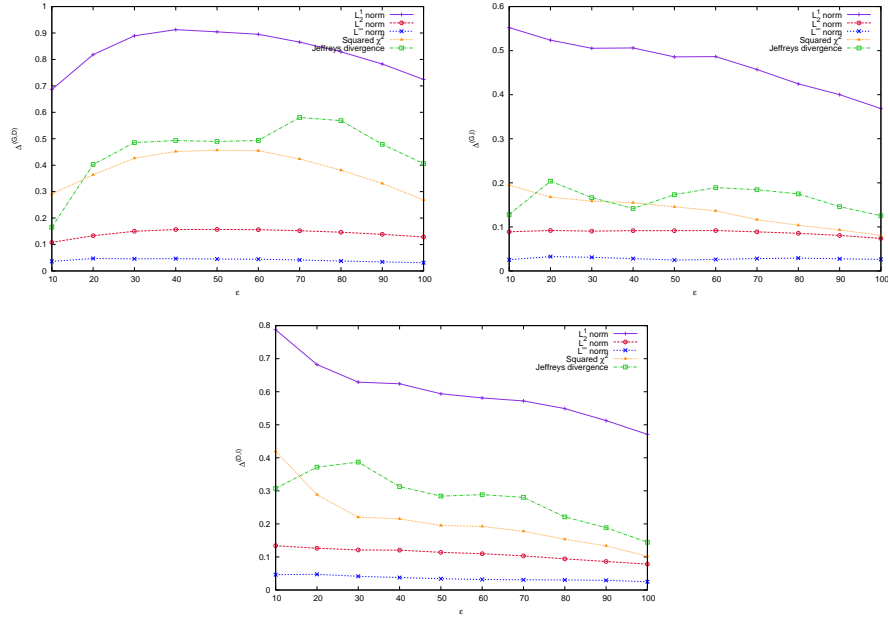 1
0.9
0.8
0.7
0.6
0.5
0.4
0.3
0.2
0.1
0
10 20 30 40 50 60 70 80 90 100
Δ(G,D)
ε
L1 norm
L2 norm
L∞ norm
Squared χ2
Jeffreys divergence
0.6
0.5
0.4
0.3
0.2
0.1
0
10 20 30 40 50 60 70 80 90 100
Δ(G,I)
ε
L1 norm
L2 norm
L∞ norm
Squared χ2
Jeffreys divergence
0.8
0.7
0.6
0.5
0.4
0.3
0.2
0.1
0
10 20 30 40 50 60 70 80 90 100
Δ(D,I)
ε
L1 norm
L2 norm
L∞ norm
Squared χ2
Jeffreys divergence